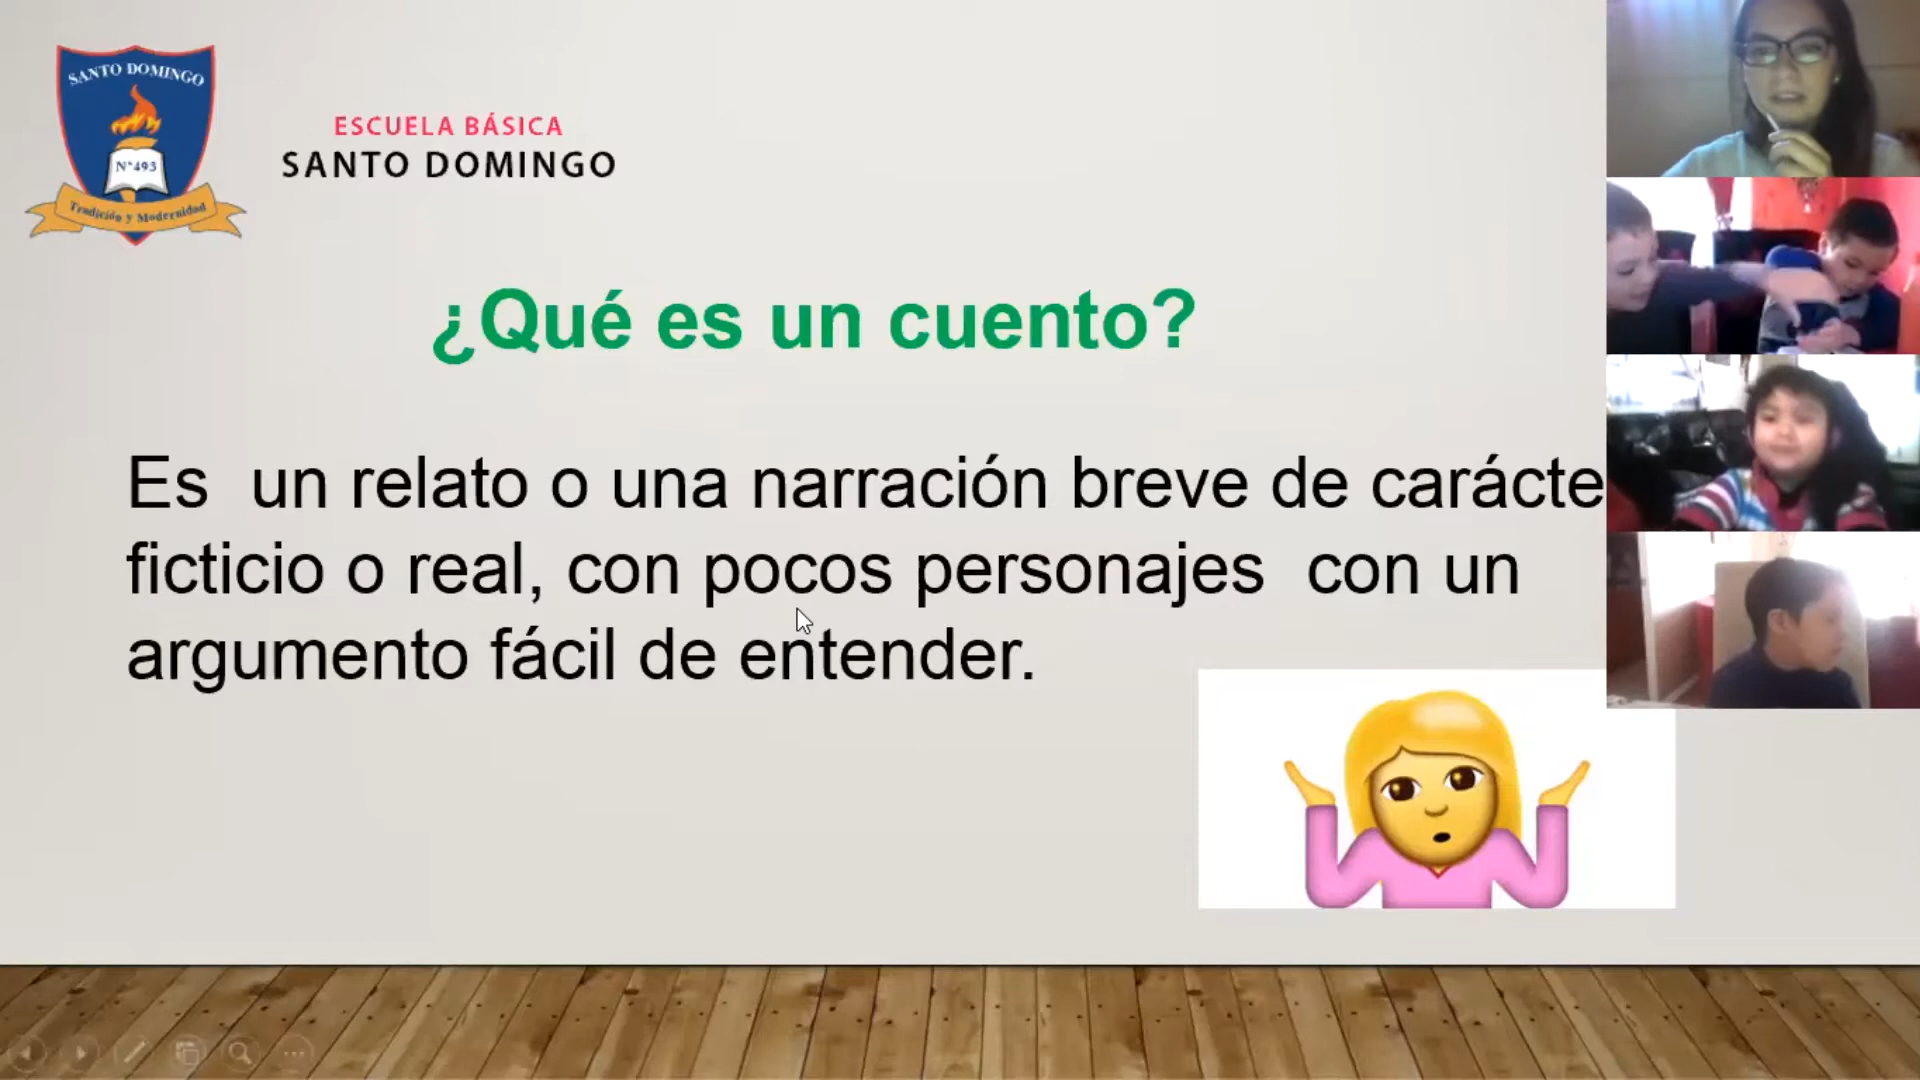 SANTO DOMINGO
N°493
Tradición y Modernidad
ESCUELA BÁSICA
SANTO DOMINGO
¿Qué es un cuento?
Es un relato o una narración breve de carácte
ficticio o real, con pocos personajes con un
argumento fácil de entender.